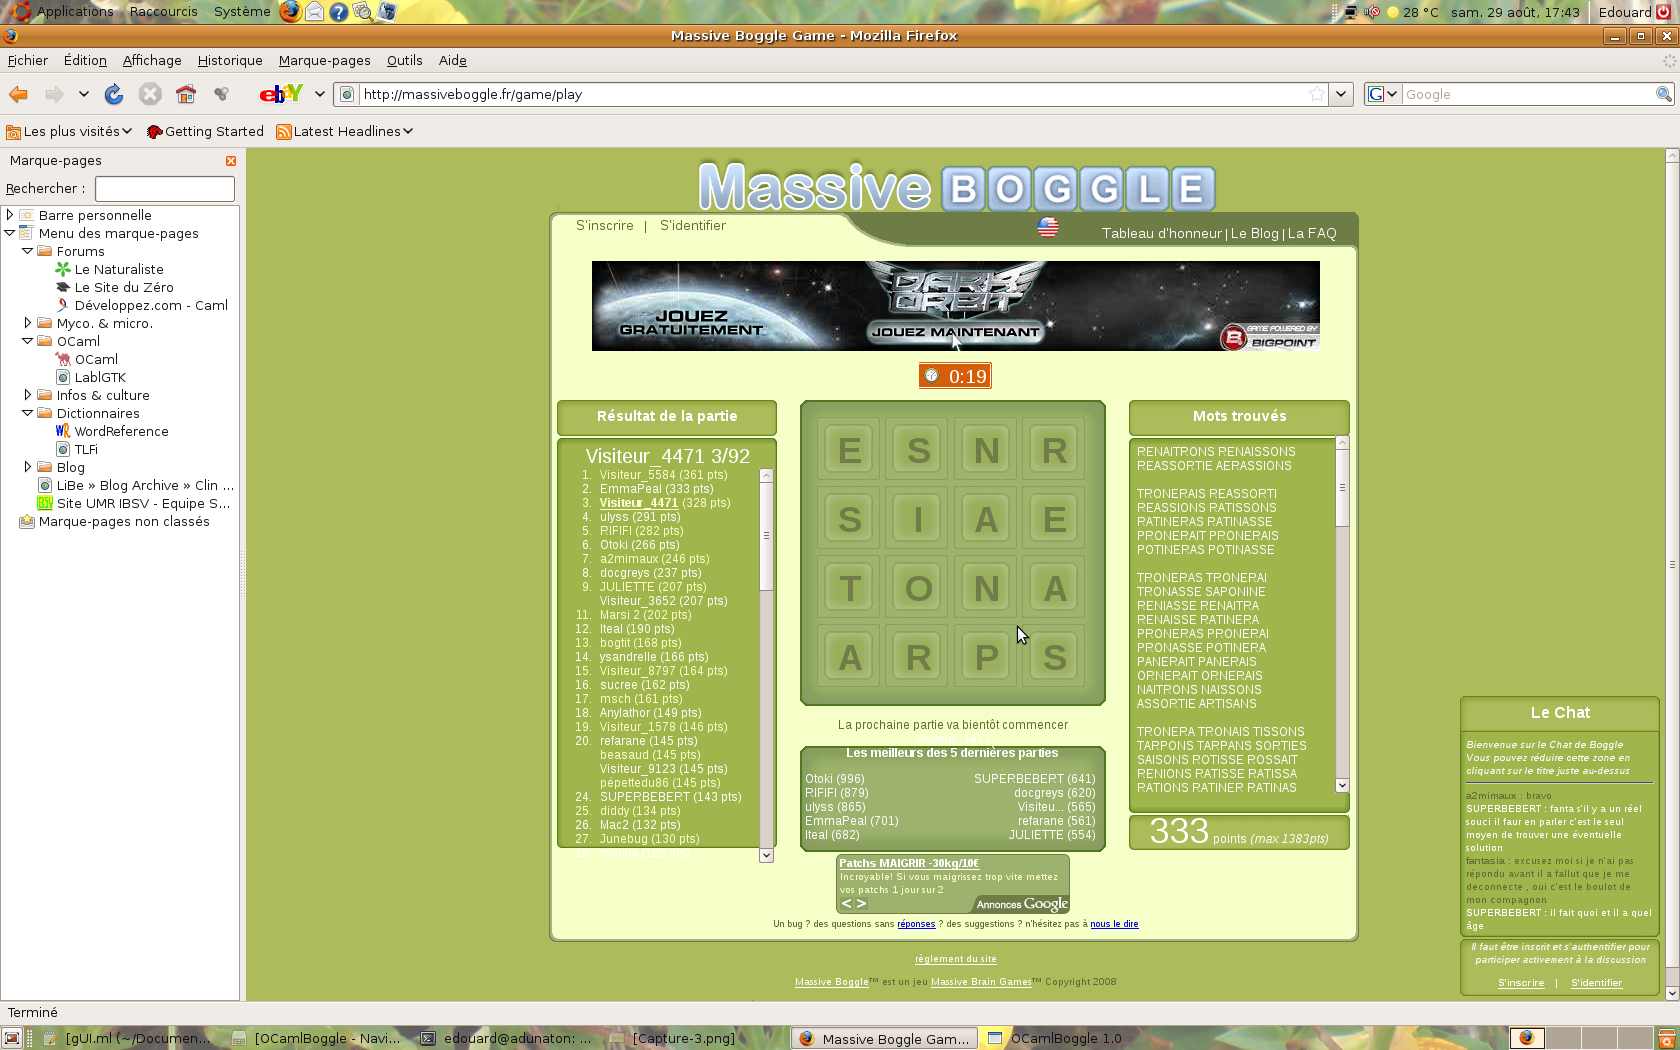 Applications Raccourcis Système 28 °C sam. 29 août, 17:43 Edouard
Massive Boggle Game - Mozilla Firefox
Fichier Édition Affichage Historique Marque-pages Outils Aide
ebY http://massiveboggle.fr/game/play G Google
Les plus visités Getting Started Latest Headlines
Marque-pages
Rechercher :
Barre personnelle
Menu des marque-pages
Forums
Le Naturaliste
Le Site du Zéro
Développez.com - Caml
Myco. & micro.
OCaml
OCaml
LablGTK
Infos & culture
Dictionnaires
WordReference
TLFi
Blog
LiBe » Blog Archive » Clin ...
Site UMR IBSV - Equipe S...
Marque-pages non classés
Massive BOGGLE
S'inscrire | S'identifier
Tableau d'honneur | Le Blog | La FAQ
DARK ORBIT
JOUEZ GRATUITEMENT
JOUEZ MAINTENANT
GAME POWERED BY
BIGPOINT
0:19
Résultat de la partie
Visiteur_4471 3/92
1. Visiteur_5584 (361 pts)
2. EmmaPeal (333 pts)
3. Visiteur_4471 (328 pts)
4. ulyss (291 pts)
5. RIFIFI (282 pts)
6. Otoki (266 pts)
7. a2mimaux (246 pts)
8. docgreys (237 pts)
9. JULIETTE (207 pts)
Visiteur_3652 (207 pts)
11. Marsi 2 (202 pts)
12. Iteal (190 pts)
13. bogtit (168 pts)
14. ysandrelle (166 pts)
15. Visiteur_8797 (164 pts)
16. sucree (162 pts)
17. msch (161 pts)
18. Anylathor (149 pts)
19. Visiteur_1578 (146 pts)
20. refarane (145 pts)
beasaud (145 pts)
Visiteur_9123 (145 pts)
pépettedu86 (145 pts)
24. SUPERBEBERT (143 pts)
25. diddy (134 pts)
26. Mac2 (132 pts)
27. Junebug (130 pts)
E S N R
S I A E
T O N A
A R P S
La prochaine partie va bientôt commencer
Les meilleurs des 5 dernières parties
Otoki (996) SUPERBEBERT (641)
RIFIFI (879) docgreys (620)
ulyss (865) Visiteu... (565)
EmmaPeal (701) refarane (561)
Iteal (682) JULIETTE (554)
Patchs MAIGRIR -30kg/10€
Incroyable! Si vous maigrissez trop vite mettez
vos patchs 1 jour sur 2
< > Annonces Google
Mots trouvés
RENAITRONS RENAISSONS
REASSORTIE AERASSIONS
TRONERAIS REASSORTI
REASSIONS RATISSONS
RATINERAS RATINASSE
PRONERAIT PRONERAIS
POTINERAS POTINASSE
TRONERAS TRONERAI
TRONASSE SAPONINE
RENIASSE RENAITRA
RENAISSE RATINERA
PRONERAS PRONERAI
PRONASSE POTINERA
PANERAIT PANERAIS
ORNERAIT ORNERAIS
NAITRONS NAISSONS
ASSORTIE ARTISANS
TRONERA TRONAIS TISSONS
TARPONS TARPANS SORTIES
SAISONS ROTISSE ROSSAIT
RENIONS RATISSE RATISSA
RATIONS RATINER RATINAS
333 points (max 1383pts)
Un bug ? des questions sans réponses ? des suggestions ? n'hésitez pas à nous le dire
règlement du site
Massive Boggle™ est un jeu Massive Brain Games™ Copyright 2008
Le Chat
Bienvenue sur le Chat de Boggle
Vous pouvez réduire cette zone en
cliquant sur le titre juste au-dessus
a2mimaux : bravo
SUPERBEBERT : fanta s'il y a un réel
souci il faur en parler c'est le seul
moyen de trouver une éventuelle
solution
fantasia : excusez moi si je n'ai pas
répondu avant il a fallut que je me
deconnecte , oui c'est le boulot de
mon compagnon
SUPERBEBERT : il fait quoi et il a quel
âge
Il faut être inscrit et s'authentifier pour
participer activement à la discussion
S'inscrire | S'identifier
Terminé
[gUI.ml (~/Documen... [OCamlBoggle - Navi... edouard@adunaton: ... [Capture-3.png] Massive Boggle Gam... OCamlBoggle 1.0